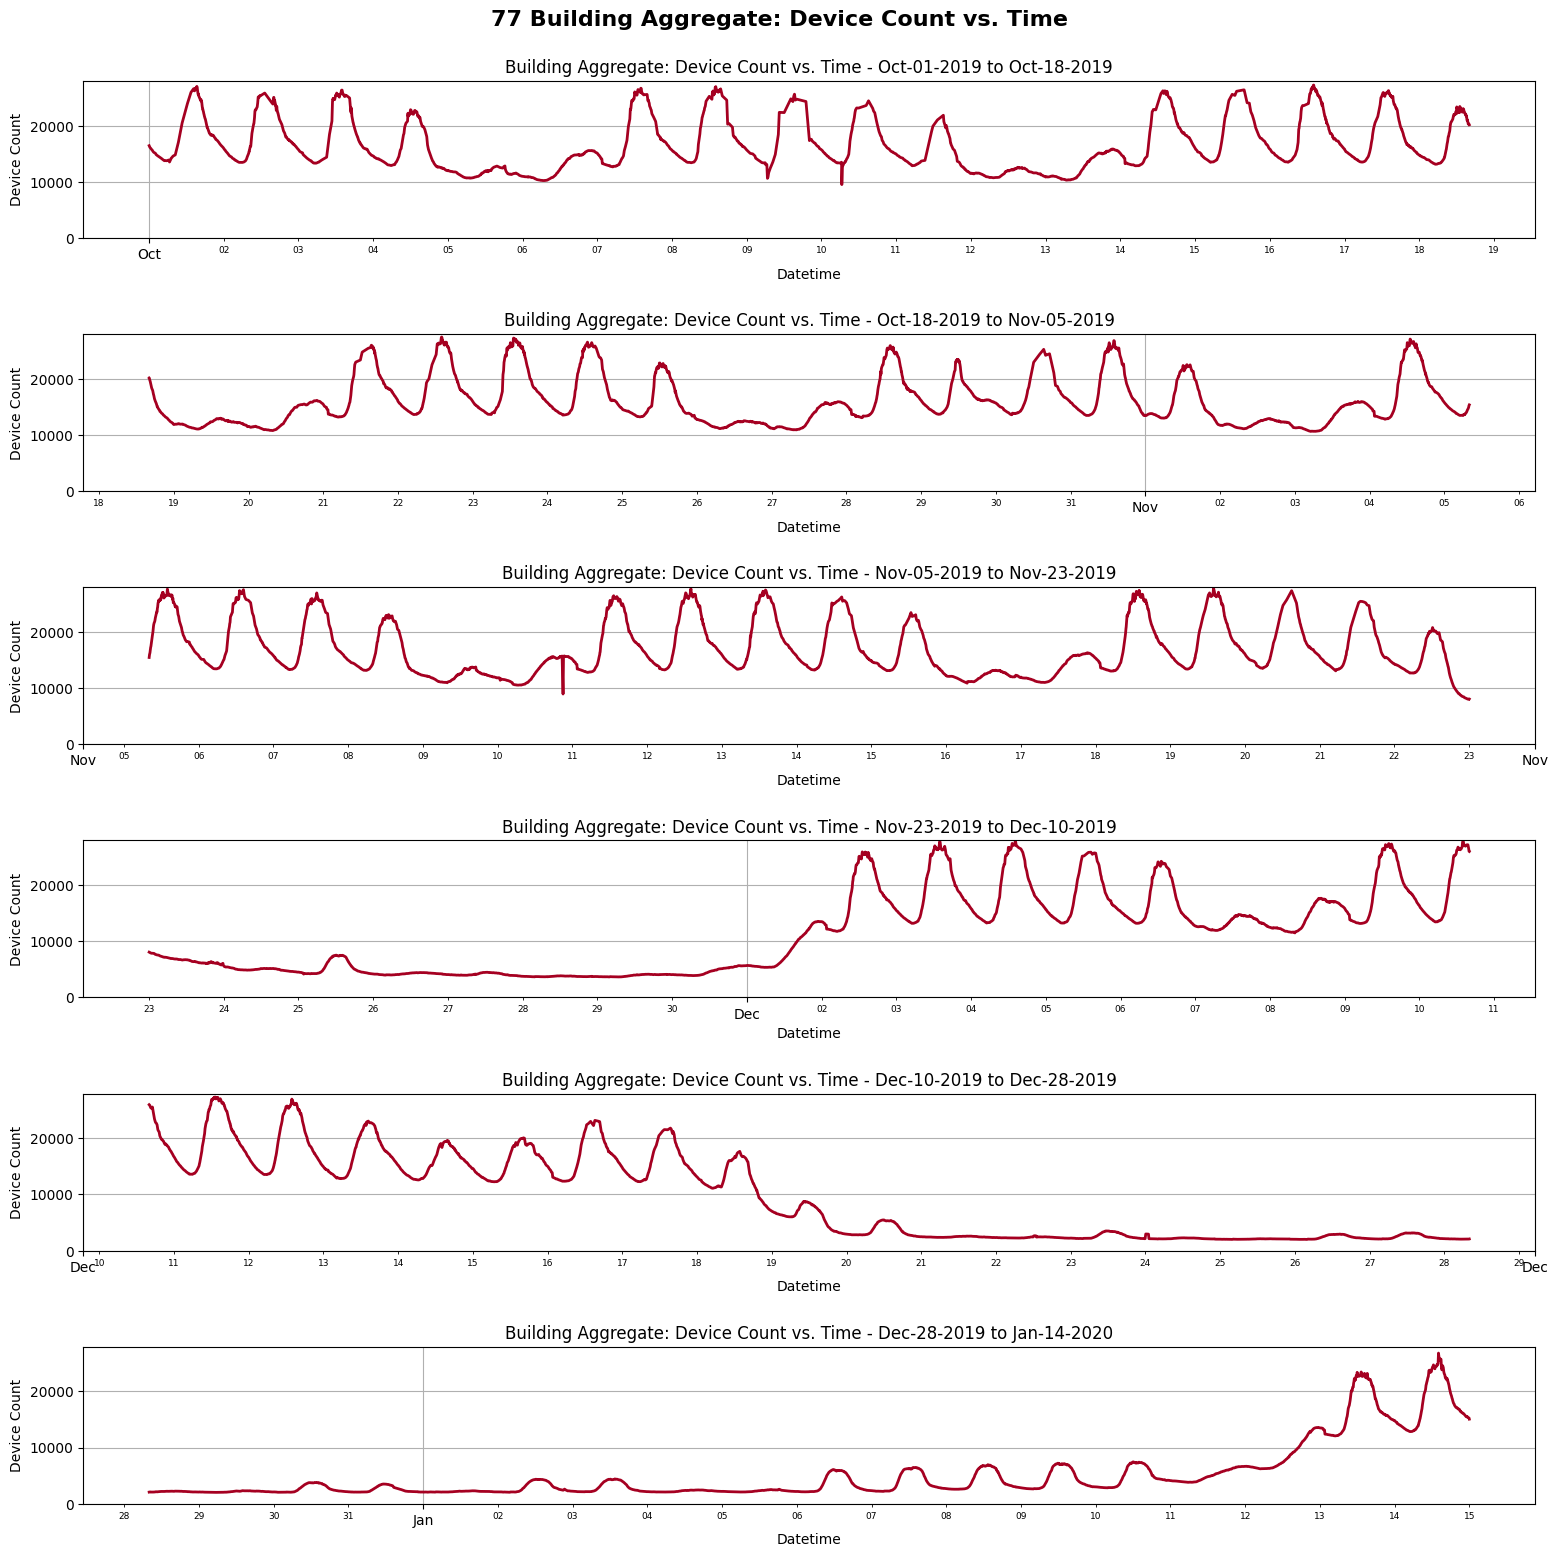 77 Building Aggregate: Device Count vs. Time
Building Aggregate: Device Count vs. Time - Oct-01-2019 to Oct-18-2019
Device Count
20000
10000
0
02 03 04 05 06 07 08 09 10 11 12 13 14 15 16 17 18 19
Oct
Datetime
Building Aggregate: Device Count vs. Time - Oct-18-2019 to Nov-05-2019
Device Count
20000
10000
0
18 19 20 21 22 23 24 25 26 27 28 29 30 31 02 03 04 05 06
Nov
Datetime
Building Aggregate: Device Count vs. Time - Nov-05-2019 to Nov-23-2019
Device Count
20000
10000
0
05 06 07 08 09 10 11 12 13 14 15 16 17 18 19 20 21 22 23
Nov Nov
Datetime
Building Aggregate: Device Count vs. Time - Nov-23-2019 to Dec-10-2019
Device Count
20000
10000
0
23 24 25 26 27 28 29 30 02 03 04 05 06 07 08 09 10 11
Dec
Datetime
Building Aggregate: Device Count vs. Time - Dec-10-2019 to Dec-28-2019
Device Count
20000
10000
0
10 11 12 13 14 15 16 17 18 19 20 21 22 23 24 25 26 27 28 29
Dec Dec
Datetime
Building Aggregate: Device Count vs. Time - Dec-28-2019 to Jan-14-2020
Device Count
20000
10000
0
28 29 30 31 02 03 04 05 06 07 08 09 10 11 12 13 14 15
Jan
Datetime